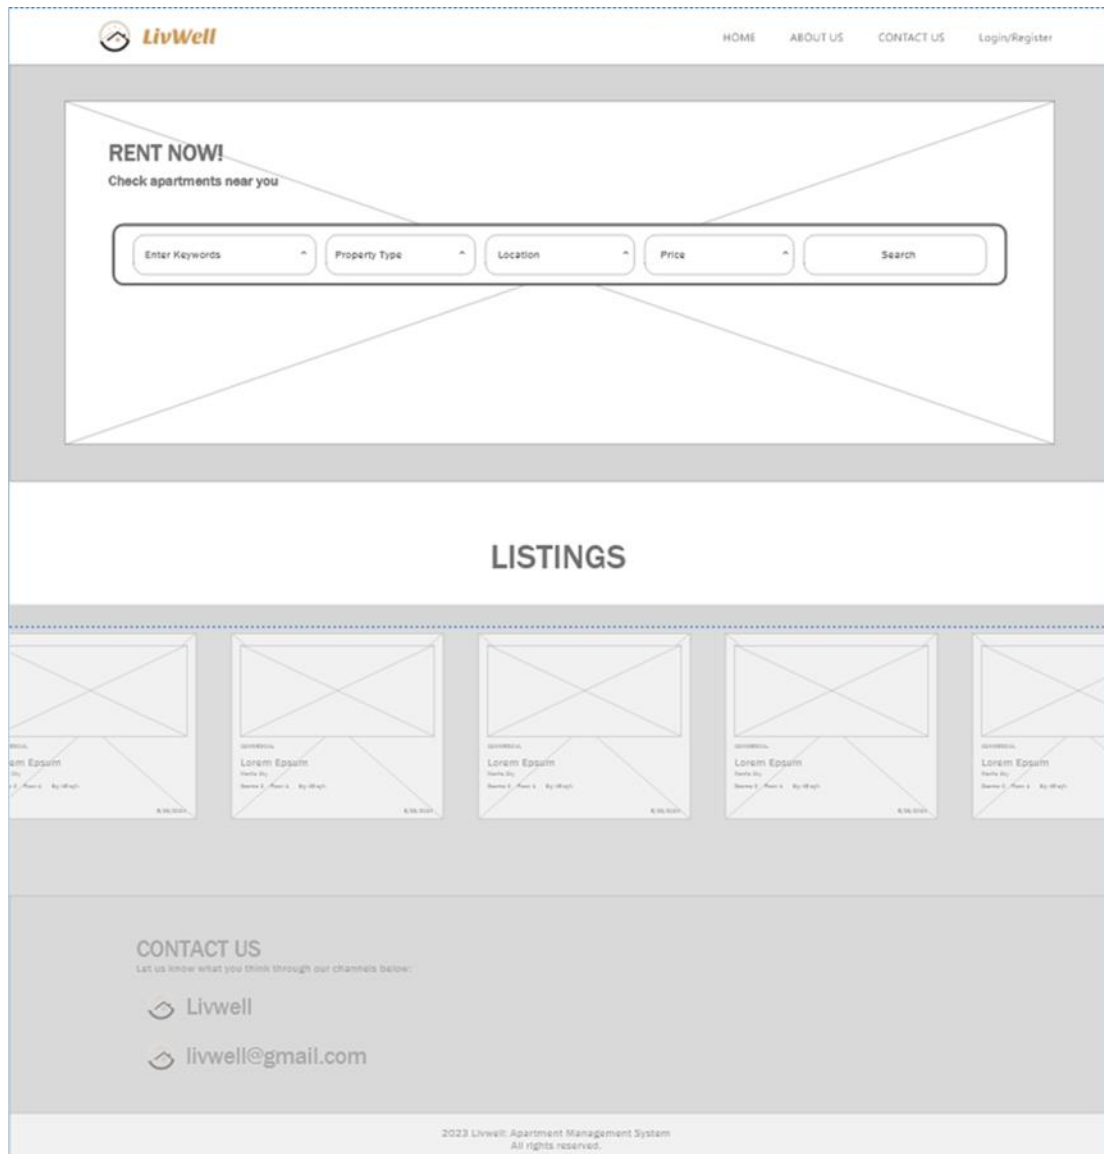 LivWell
HOME ABOUT US CONTACT US Login/Register
RENT NOW!
Check apartments near you
Enter Keywords Property Type Location Price Search
LISTINGS
em Epsum Lorem Epsum Lorem Epsum Lorem Epsum Lorem Epsum
CONTACT US
Let us know what you think through our channels below:
Livwell
livwell@gmail.com
2023 Livwell: Apartment Management System
All rights reserved.